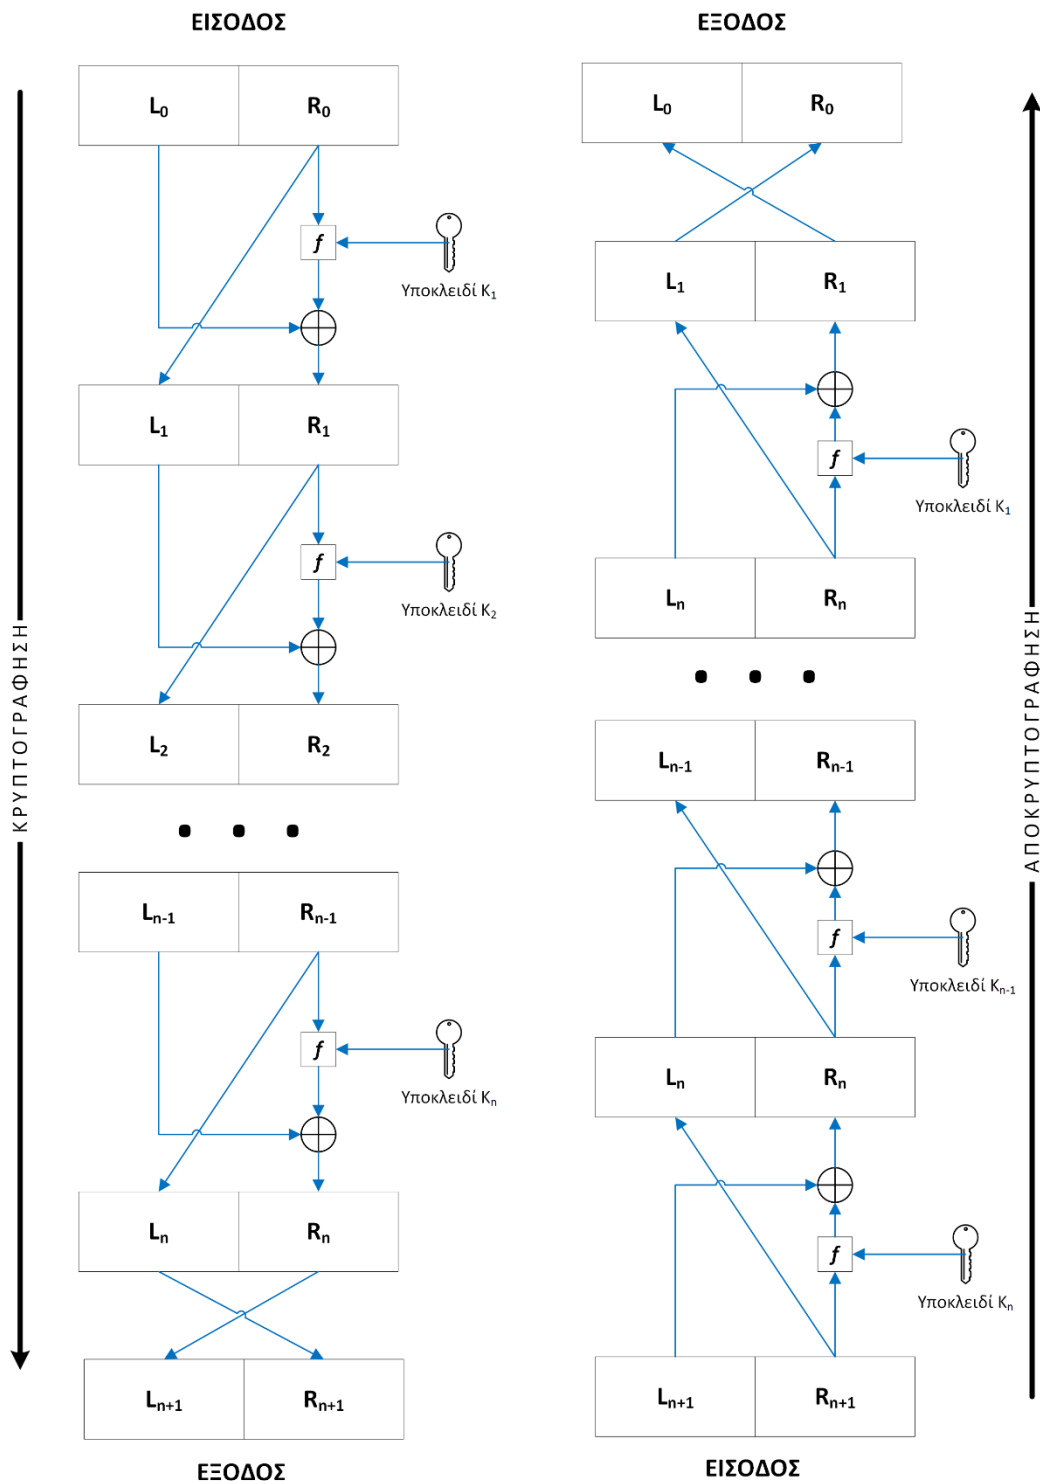 ΕΙΣΟΔΟΣ
L0 R0
f
Υποκλειδί K1
L1 R1
f
Υποκλειδί K2
L2 R2
• • •
Ln-1 Rn-1
f
Υποκλειδί Kn
Ln Rn
Ln+1 Rn+1
ΕΞΟΔΟΣ
ΚΡΥΠΤΟΓΡΑΦΗΣΗ
ΕΞΟΔΟΣ
L0 R0
L1 R1
f
Υποκλειδί K1
Ln Rn
• • •
Ln-1 Rn-1
f
Υποκλειδί Kn-1
Ln Rn
f
Υποκλειδί Kn
Ln+1 Rn+1
ΕΙΣΟΔΟΣ
ΑΠΟΚΡΥΠΤΟΓΡΑΦΗΣΗ